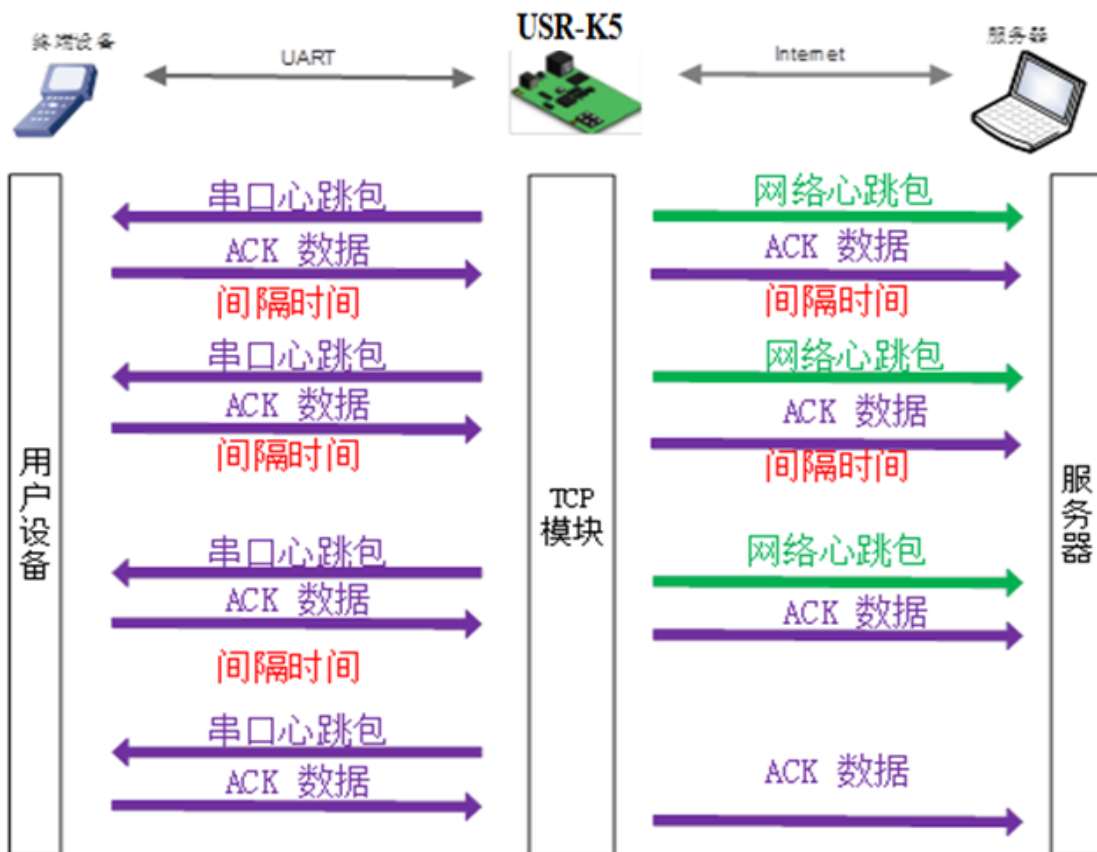 USR-K5
终端设备
UART
Internet
服务器
串口心跳包
网络心跳包
ACK 数据
ACK 数据
间隔时间
间隔时间
串口心跳包
网络心跳包
ACK 数据
ACK 数据
间隔时间
间隔时间
用户设备
TCP
模块
服务器
串口心跳包
网络心跳包
ACK 数据
ACK 数据
间隔时间
串口心跳包
ACK 数据
ACK 数据